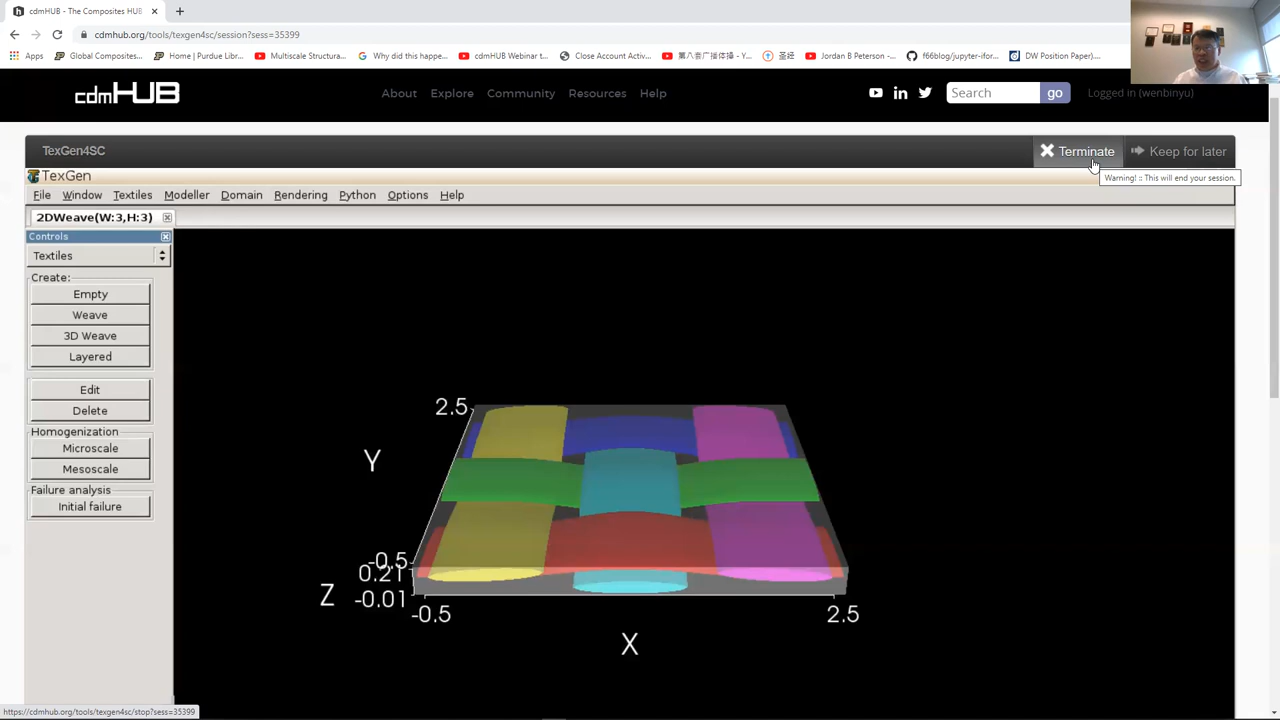 cdmHUB - The Composites HUB
cdmhub.org/tools/texgen4sc/session?sess=35399
Apps
Global Composites...
Home | Purdue Libr...
Multiscale Structura...
Why did this happe...
cdmHUB Webinar t...
Close Account Activ...
Jordan B Peterson -...
f66blog/jupyter-ifor...
DW Position Paper)....
cdmHUB
About
Explore
Community
Resources
Help
Search
go
Logged in (wenbinyu)
TexGen4SC
Terminate
Keep for later
Warning! :: This will end your session.
TexGen
File Window Textiles Modeller Domain Rendering Python Options Help
2DWeave(W:3,H:3)
Controls
Textiles
Create:
Empty
Weave
3D Weave
Layered
Edit
Delete
Homogenization
Microscale
Mesoscale
Failure analysis
Initial failure
2.5
Y
-0.5
0.21
Z
-0.01
-0.5
2.5
X
https://cdmhub.org/tools/texgen4sc/stop?sess=35399